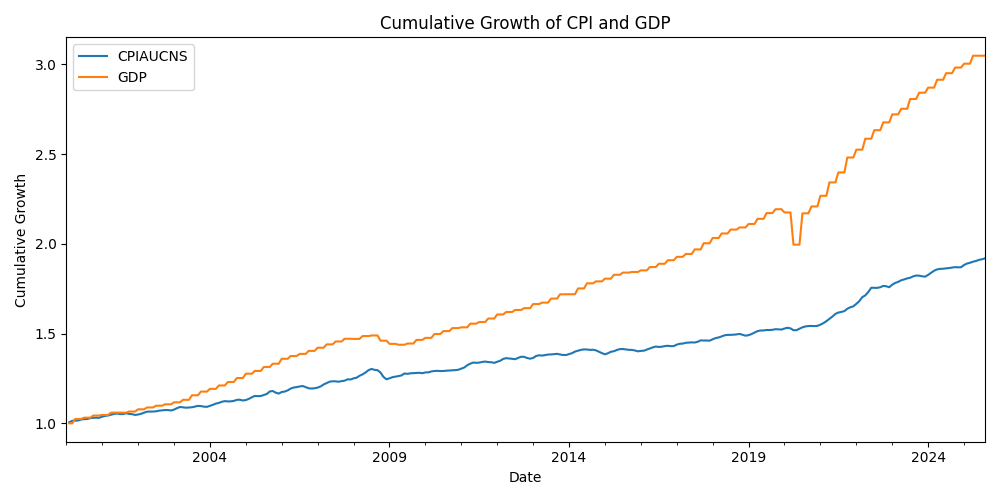 Cumulative Growth of CPI and GDP
CPIAUCNS
GDP
3.0
2.5
2.0
1.5
1.0
Cumulative Growth
2004
2009
2014
2019
2024
Date